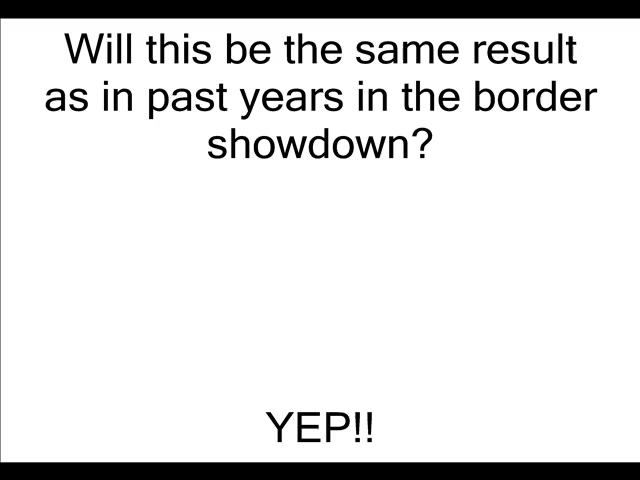 Will this be the same result
as in past years in the border
showdown?
YEP!!